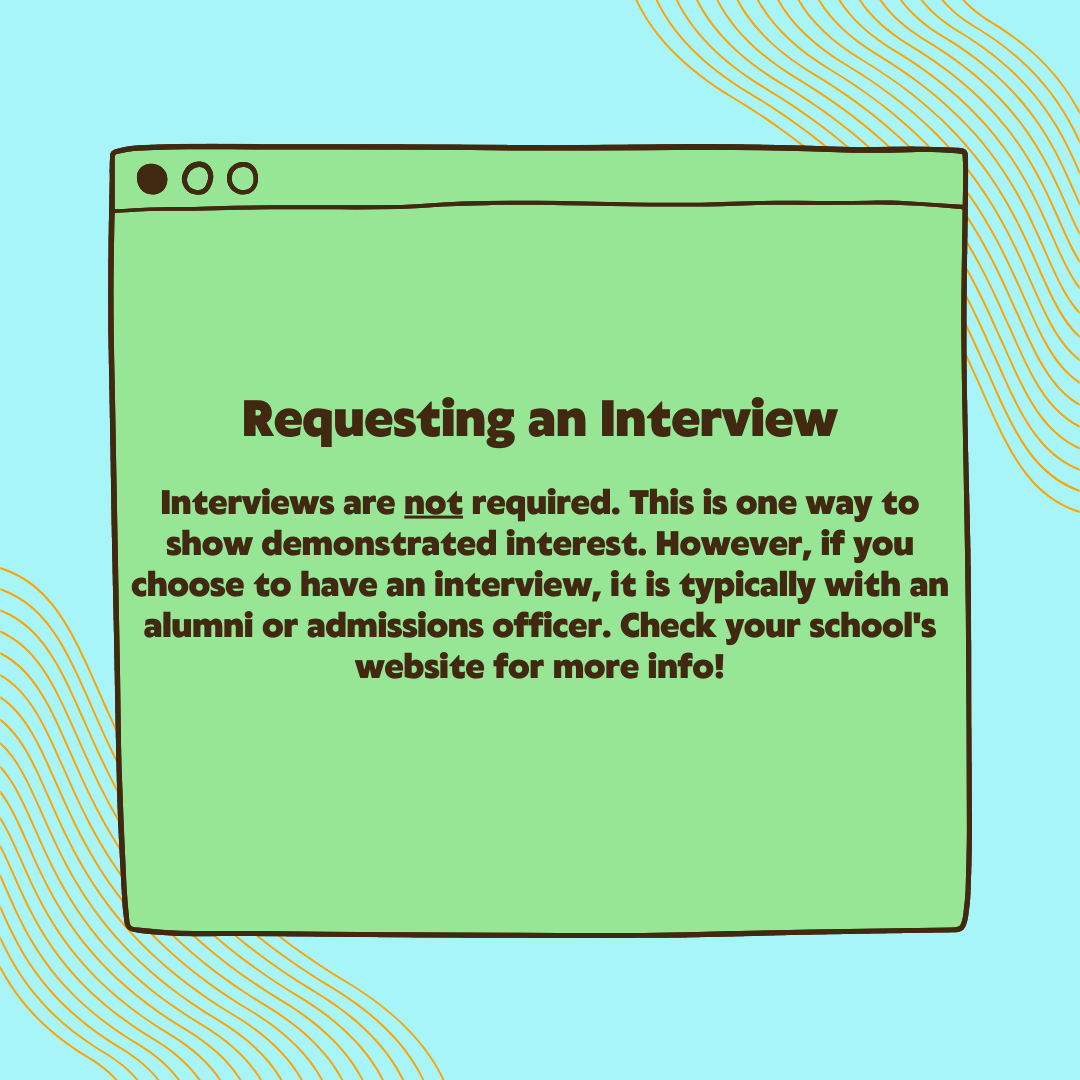 Requesting an Interview
Interviews are not required. This is one way to
show demonstrated interest. However, if you
choose to have an interview, it is typically with an
alumni or admissions officer. Check your school's
website for more info!